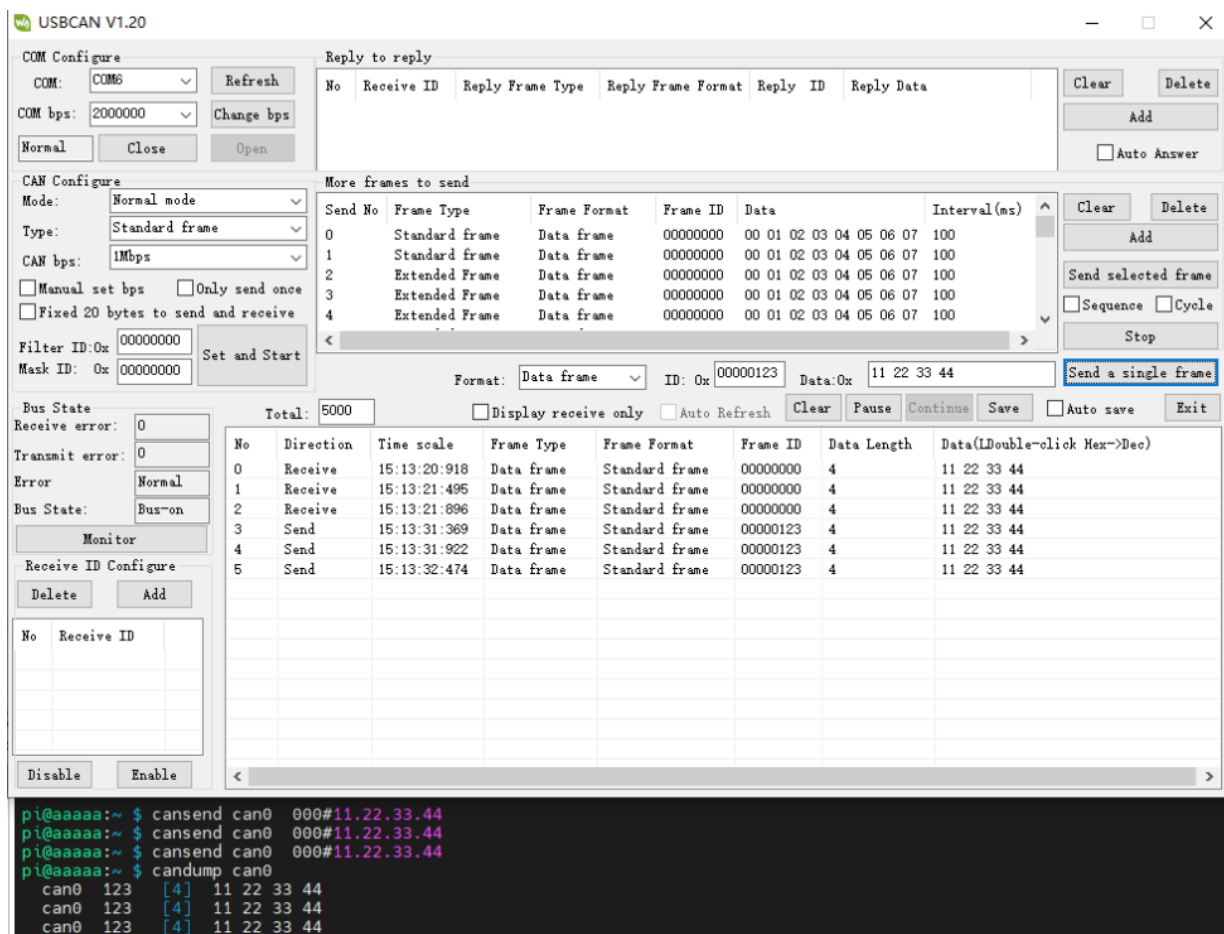 USBCAN V1.20
COM Configure
COM: COM6 Refresh
COM bps: 2000000 Change bps
Normal Close Open
Reply to reply
No Receive ID Reply Frame Type Reply Frame Format Reply ID Reply Data
Clear Delete
Add
Auto Answer
CAN Configure
Mode: Normal mode
Type: Standard frame
CAN bps: 1Mbps
Manual set bps Only send once
Fixed 20 bytes to send and receive
Filter ID:0x 00000000
Mask ID: 0x 00000000
Set and Start
More frames to send
Send No Frame Type Frame Format Frame ID Data Interval(ms)
0 Standard frame Data frame 00000000 00 01 02 03 04 05 06 07 100
1 Standard frame Data frame 00000000 00 01 02 03 04 05 06 07 100
2 Extended Frame Data frame 00000000 00 01 02 03 04 05 06 07 100
3 Extended Frame Data frame 00000000 00 01 02 03 04 05 06 07 100
4 Extended Frame Data frame 00000000 00 01 02 03 04 05 06 07 100
Clear Delete
Add
Send selected frame
Sequence Cycle
Stop
Format: Data frame ID: 0x 00000123 Data:0x 11 22 33 44 Send a single frame
Total: 5000 Display receive only Auto Refresh Clear Pause Continue Save Auto save Exit
Bus State
Receive error: 0
Transmit error: 0
Error Normal
Bus State: Bus-on
Monitor
Receive ID Configure
Delete Add
No Receive ID
Disable Enable
No Direction Time scale Frame Type Frame Format Frame ID Data Length Data(LDouble-click Hex->Dec)
0 Receive 15:13:20:918 Data frame Standard frame 00000000 4 11 22 33 44
1 Receive 15:13:21:495 Data frame Standard frame 00000000 4 11 22 33 44
2 Receive 15:13:21:896 Data frame Standard frame 00000000 4 11 22 33 44
3 Send 15:13:31:369 Data frame Standard frame 00000123 4 11 22 33 44
4 Send 15:13:31:922 Data frame Standard frame 00000123 4 11 22 33 44
5 Send 15:13:32:474 Data frame Standard frame 00000123 4 11 22 33 44
pi@aaaaa:~ $ cansend can0 000#11.22.33.44
pi@aaaaa:~ $ cansend can0 000#11.22.33.44
pi@aaaaa:~ $ cansend can0 000#11.22.33.44
pi@aaaaa:~ $ candump can0
can0 123 [4] 11 22 33 44
can0 123 [4] 11 22 33 44
can0 123 [4] 11 22 33 44